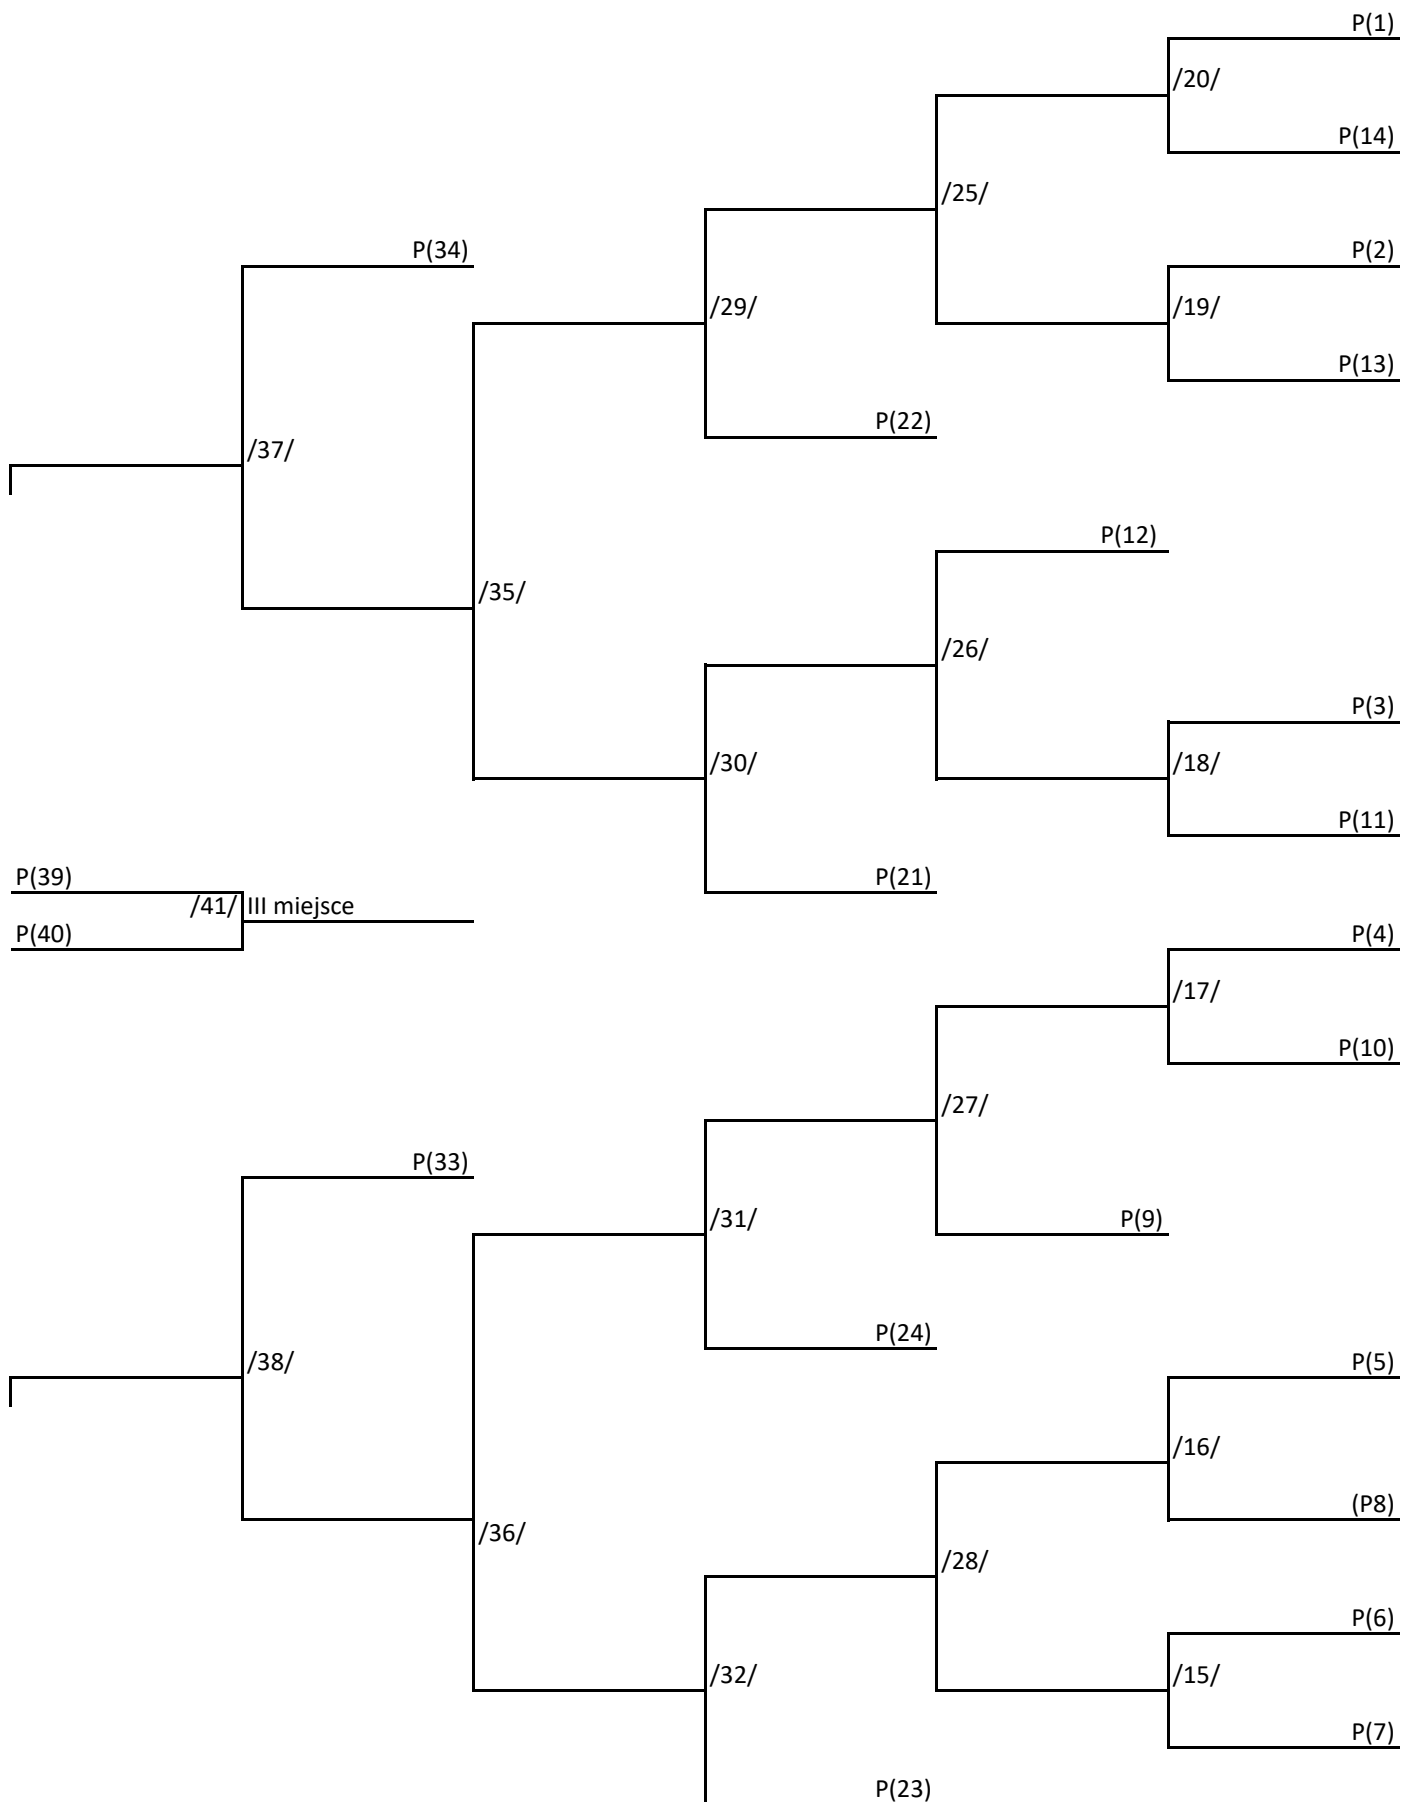 P(1)
/20/
P(14)
/25/
P(34)
P(2)
/29/
/19/
P(13)
P(22)
/37/
P(12)
/35/
/26/
P(3)
/30/
/18/
P(11)
P(39)
P(21)
/41/ III miejsce
P(40)
P(4)
/17/
P(10)
/27/
P(33)
/31/
P(9)
P(24)
/38/
P(5)
/16/
(P8)
/36/
/28/
P(6)
/32/
/15/
P(7)
P(23)